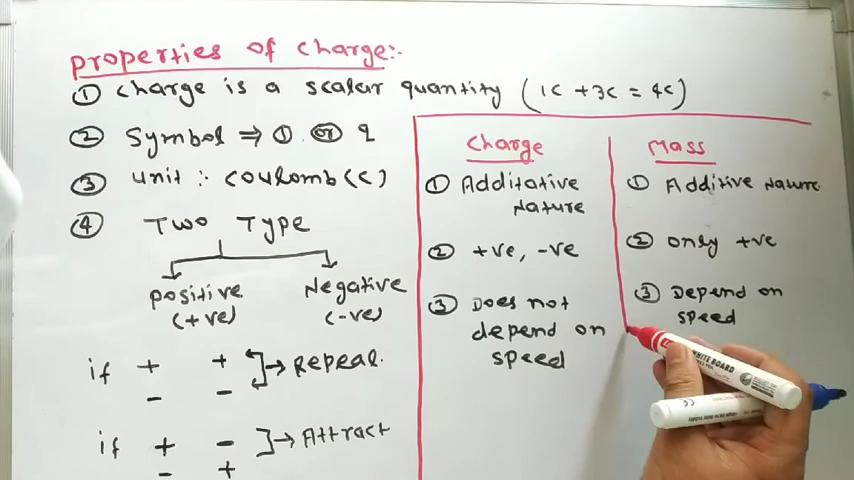 properties of charge:-
① charge is a scalar quantity (1C + 3C = 4C)
② Symbol ⇒ Q or q
③ unit :- coulomb (c)
④ Two Type
positive (+ve)
Negative (-ve)
if + + → Repeal.
- -
if + - → Attract
- +
charge
① Additative
Nature
② +ve, -ve
③ Does not
depend on
speed
Mass
① Additive Nature.
② only +ve
③ Depend on
speed
WHITE BOARD